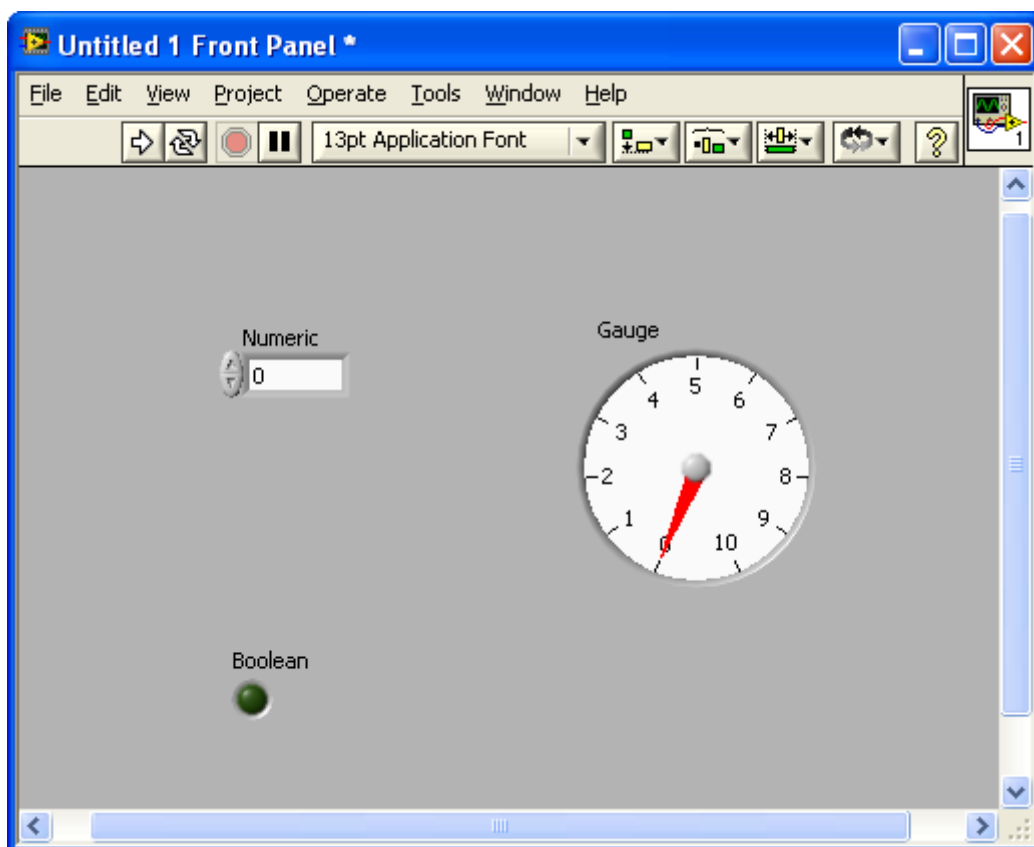 Untitled 1 Front Panel *
File Edit View Project Operate Tools Window Help
13pt Application Font
?
1
Numeric
0
Gauge
0
1
2
3
4
5
6
7
8
9
10
Boolean